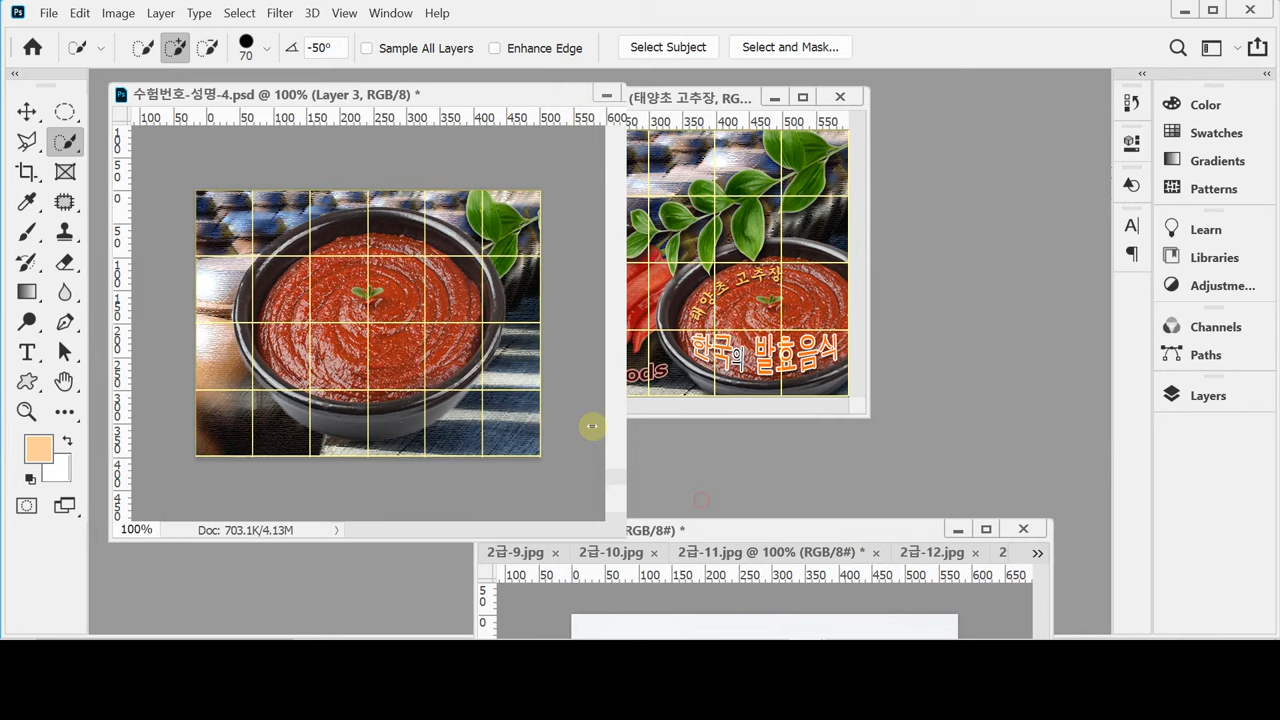 File Edit Image Layer Type Select Filter 3D View Window Help
70 -50° Sample All Layers Enhance Edge Select Subject Select and Mask...
수험번호-성명-4.psd @ 100% (Layer 3, RGB/8) *
(태양초 고추장, RG...
100 50 0 50 100 150 200 250 300 350 400 450 500 550 600
300 350 400 450 500 550
태양초 고추장
한국의 발효음식
ods
100% Doc: 703.1K/4.13M
RGB/8#) *
2급-9.jpg 2급-10.jpg 2급-11.jpg @ 100% (RGB/8#) * 2급-12.jpg 2
100 50 0 50 100 150 200 250 300 350 400 450 500 550 600 650
Color
Swatches
Gradients
Patterns
Learn
Libraries
Adjustme...
Channels
Paths
Layers